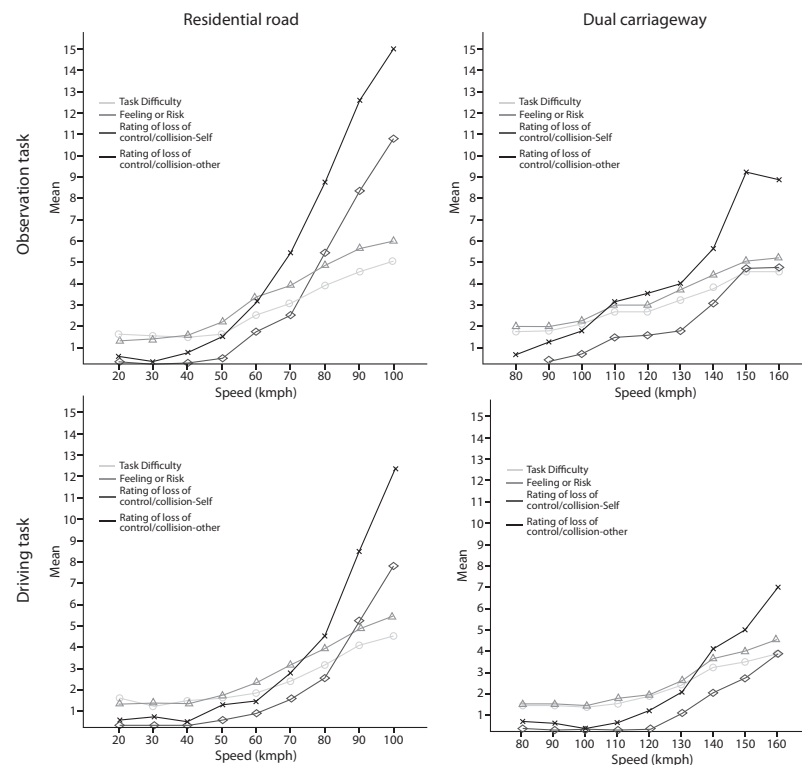 Residential road
Dual carriageway
Observation task
Mean
15
14
13
12
11
10
9
8
7
6
5
4
3
2
1
Task Difficulty
Feeling or Risk
Rating of loss of
control/collision-Self
Rating of loss of
control/collision-other
20 30 40 50 60 70 80 90 100
Speed (kmph)
Mean
15
14
13
12
11
10
9
8
7
6
5
4
3
2
1
Task Difficulty
Feeling or Risk
Rating of loss of
control/collision-Self
Rating of loss of
control/collision-other
80 90 100 110 120 130 140 150 160
Speed (kmph)
Driving task
Mean
15
14
13
12
11
10
9
8
7
6
5
4
3
2
1
Task Difficulty
Feeling or Risk
Rating of loss of
control/collision-Self
Rating of loss of
control/collision-other
20 30 40 50 60 70 80 90 100
Speed (kmph)
Mean
15
14
13
12
11
10
9
8
7
6
5
4
3
2
1
Task Difficulty
Feeling or Risk
Rating of loss of
control/collision-Self
Rating of loss of
control/collision-other
80 90 100 110 120 130 140 150 160
Speed (kmph)